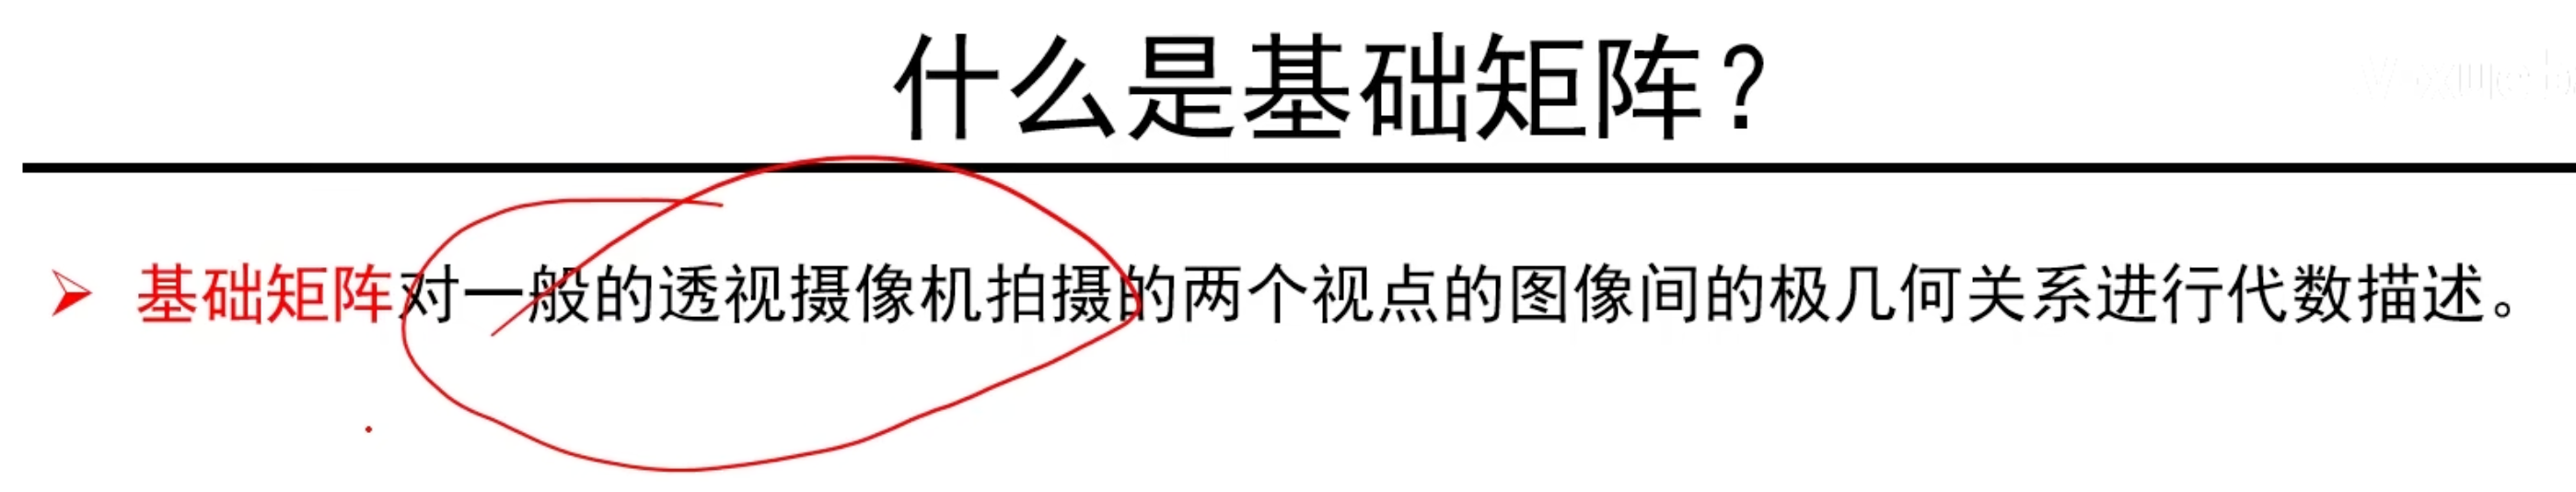 什么是基础矩阵?
基础矩阵对一般的透视摄像机拍摄的两个视点的图像间的极几何关系进行代数描述。